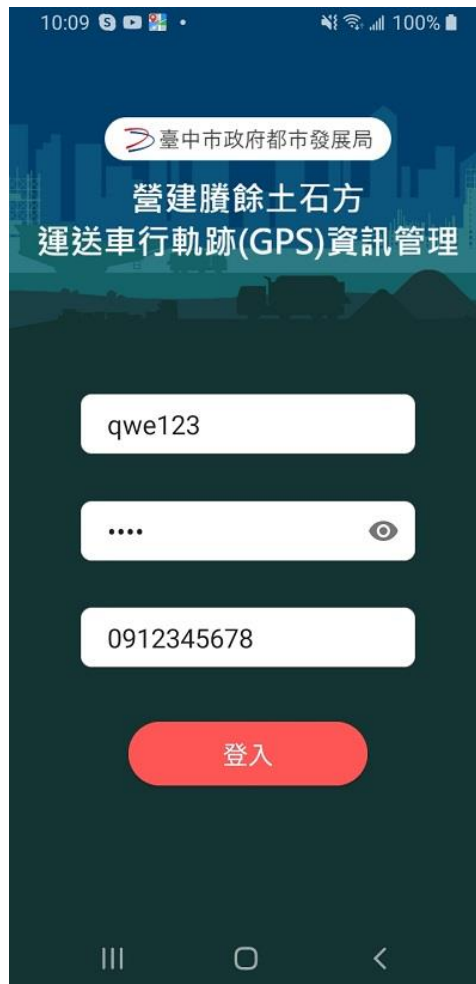 10:09 100%
臺中市政府都市發展局
營建賸餘土石方
運送車行軌跡(GPS)資訊管理
qwe123
••••
0912345678
登入